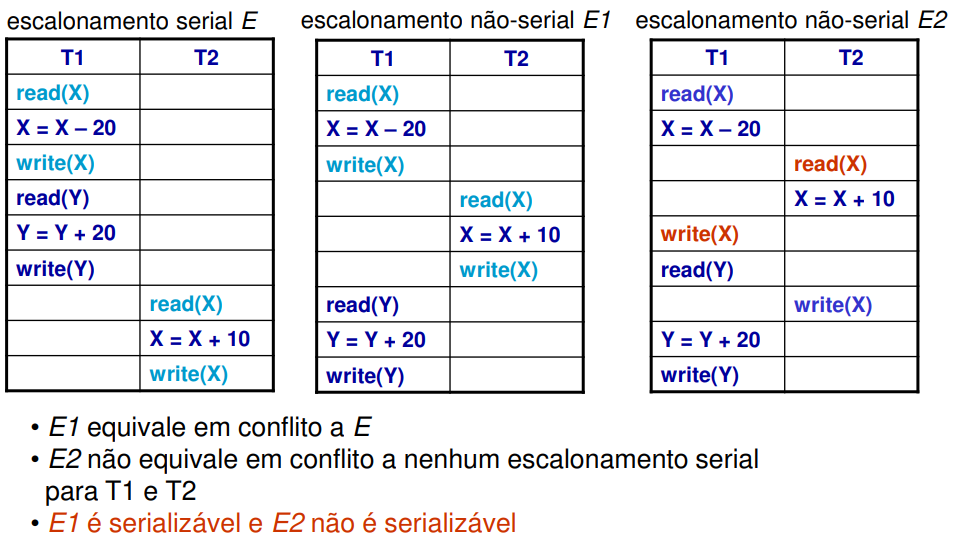 escalonamento serial E
T1 T2
read(X)
X = X – 20
write(X)
read(Y)
Y = Y + 20
write(Y)
read(X)
X = X + 10
write(X)
escalonamento não-serial E1
T1 T2
read(X)
X = X – 20
write(X)
read(X)
X = X + 10
write(X)
read(Y)
Y = Y + 20
write(Y)
escalonamento não-serial E2
T1 T2
read(X)
X = X – 20
read(X)
X = X + 10
write(X)
read(Y)
write(X)
Y = Y + 20
write(Y)
• E1 equivale em conflito a E
• E2 não equivale em conflito a nenhum escalonamento serial
para T1 e T2
• E1 é serializável e E2 não é serializável